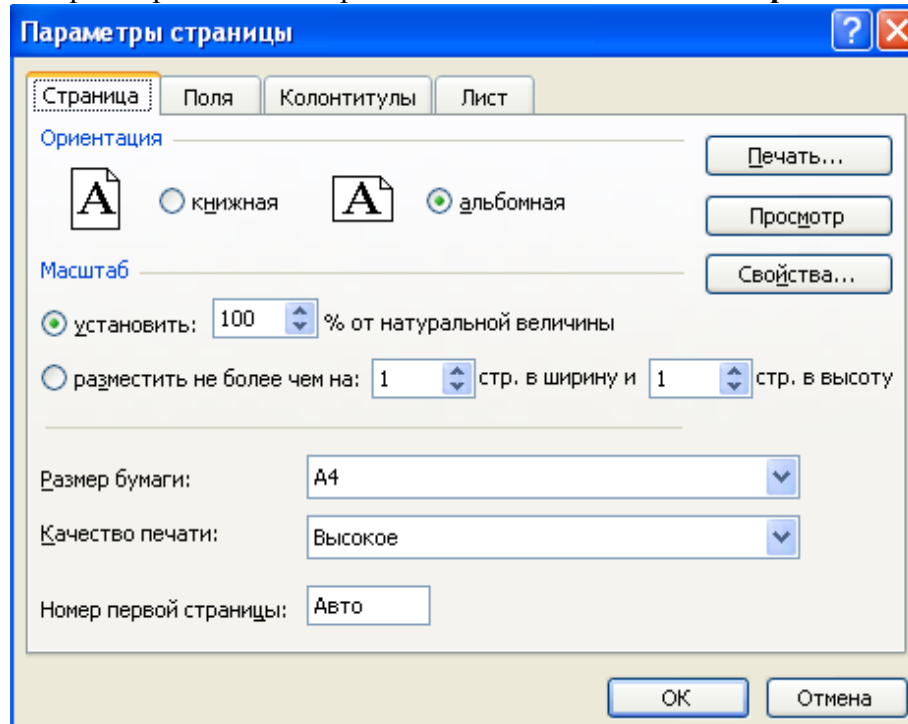 Параметры страницы
Страница Поля Колонтитулы Лист
Ориентация
Печать...
A книжная A альбомная
Просмотр
Масштаб
Свойства...
установить: 100 % от натуральной величины
разместить не более чем на: 1 стр. в ширину и 1 стр. в высоту
Размер бумаги: A4
Качество печати: Высокое
Номер первой страницы: Авто
ОК Отмена